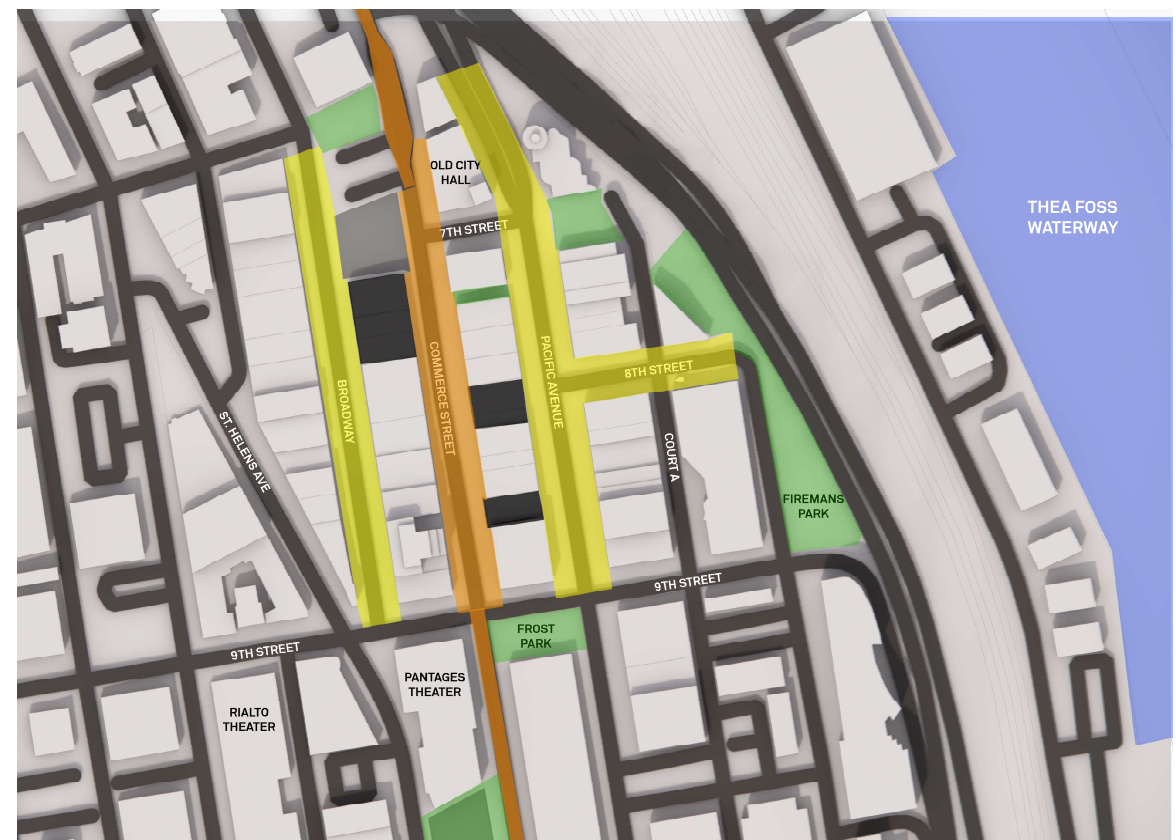 OLD CITY
HALL
THEA FOSS
WATERWAY
7TH STREET
PACIFIC AVENUE
COMMERCE STREET
8TH STREET
BROADWAY
ST. HELENS AVE
COURT A
FIREMANS
PARK
9TH STREET
FROST
PARK
9TH STREET
PANTAGES
THEATER
RIALTO
THEATER